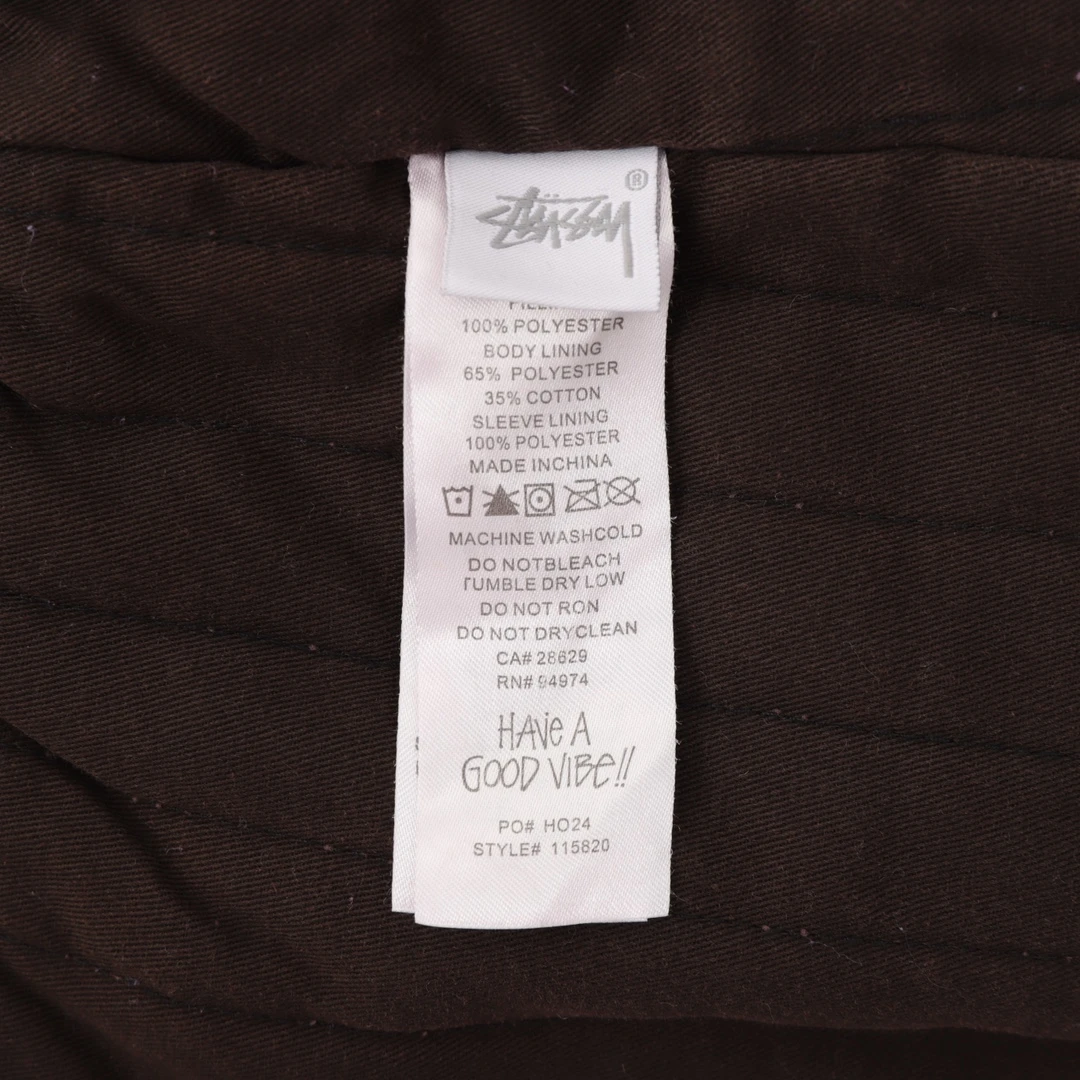 STÜSSY ®
100% POLYESTER
BODY LINING
65% POLYESTER
35% COTTON
SLEEVE LINING
100% POLYESTER
MADE INCHINA
MACHINE WASHCOLD
DO NOTBLEACH
TUMBLE DRY LOW
DO NOT RON
DO NOT DRYCLEAN
CA# 28629
RN# 94974
HAVE A
GOOD VIBE!!
PO# HO24
STYLE# 115820